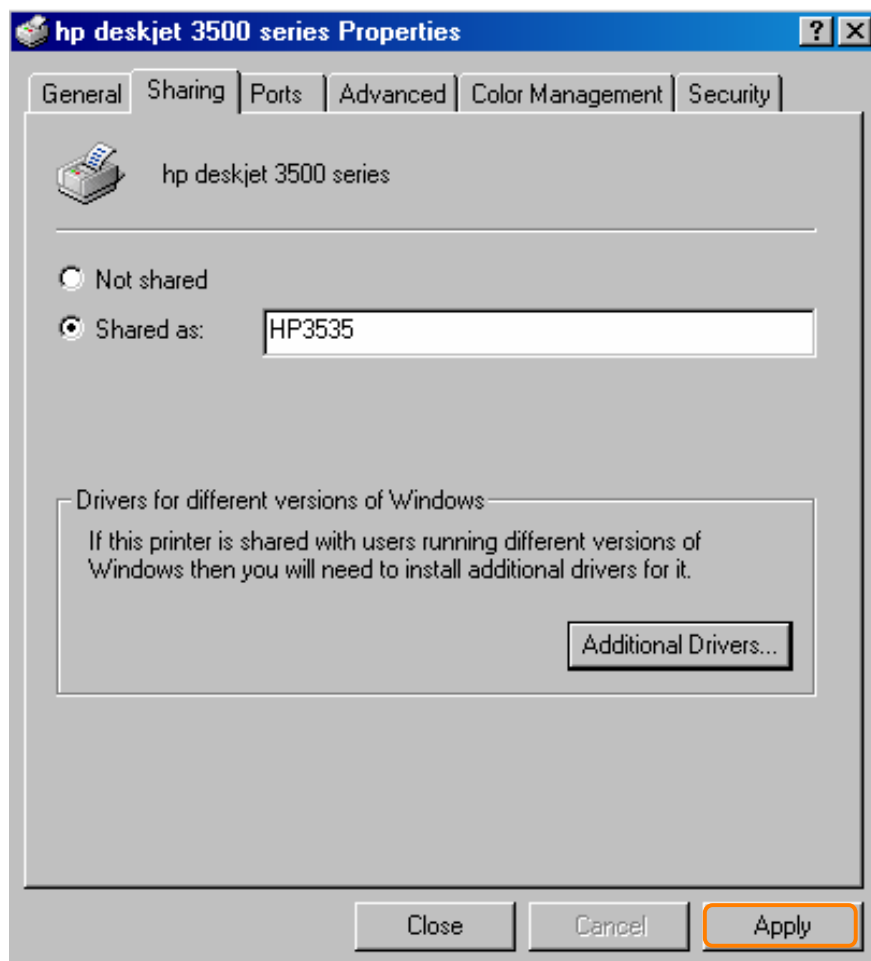 hp deskjet 3500 series Properties
General Sharing Ports Advanced Color Management Security
hp deskjet 3500 series
Not shared
Shared as: HP3535
Drivers for different versions of Windows
If this printer is shared with users running different versions of
Windows then you will need to install additional drivers for it.
Additional Drivers...
Close Cancel Apply